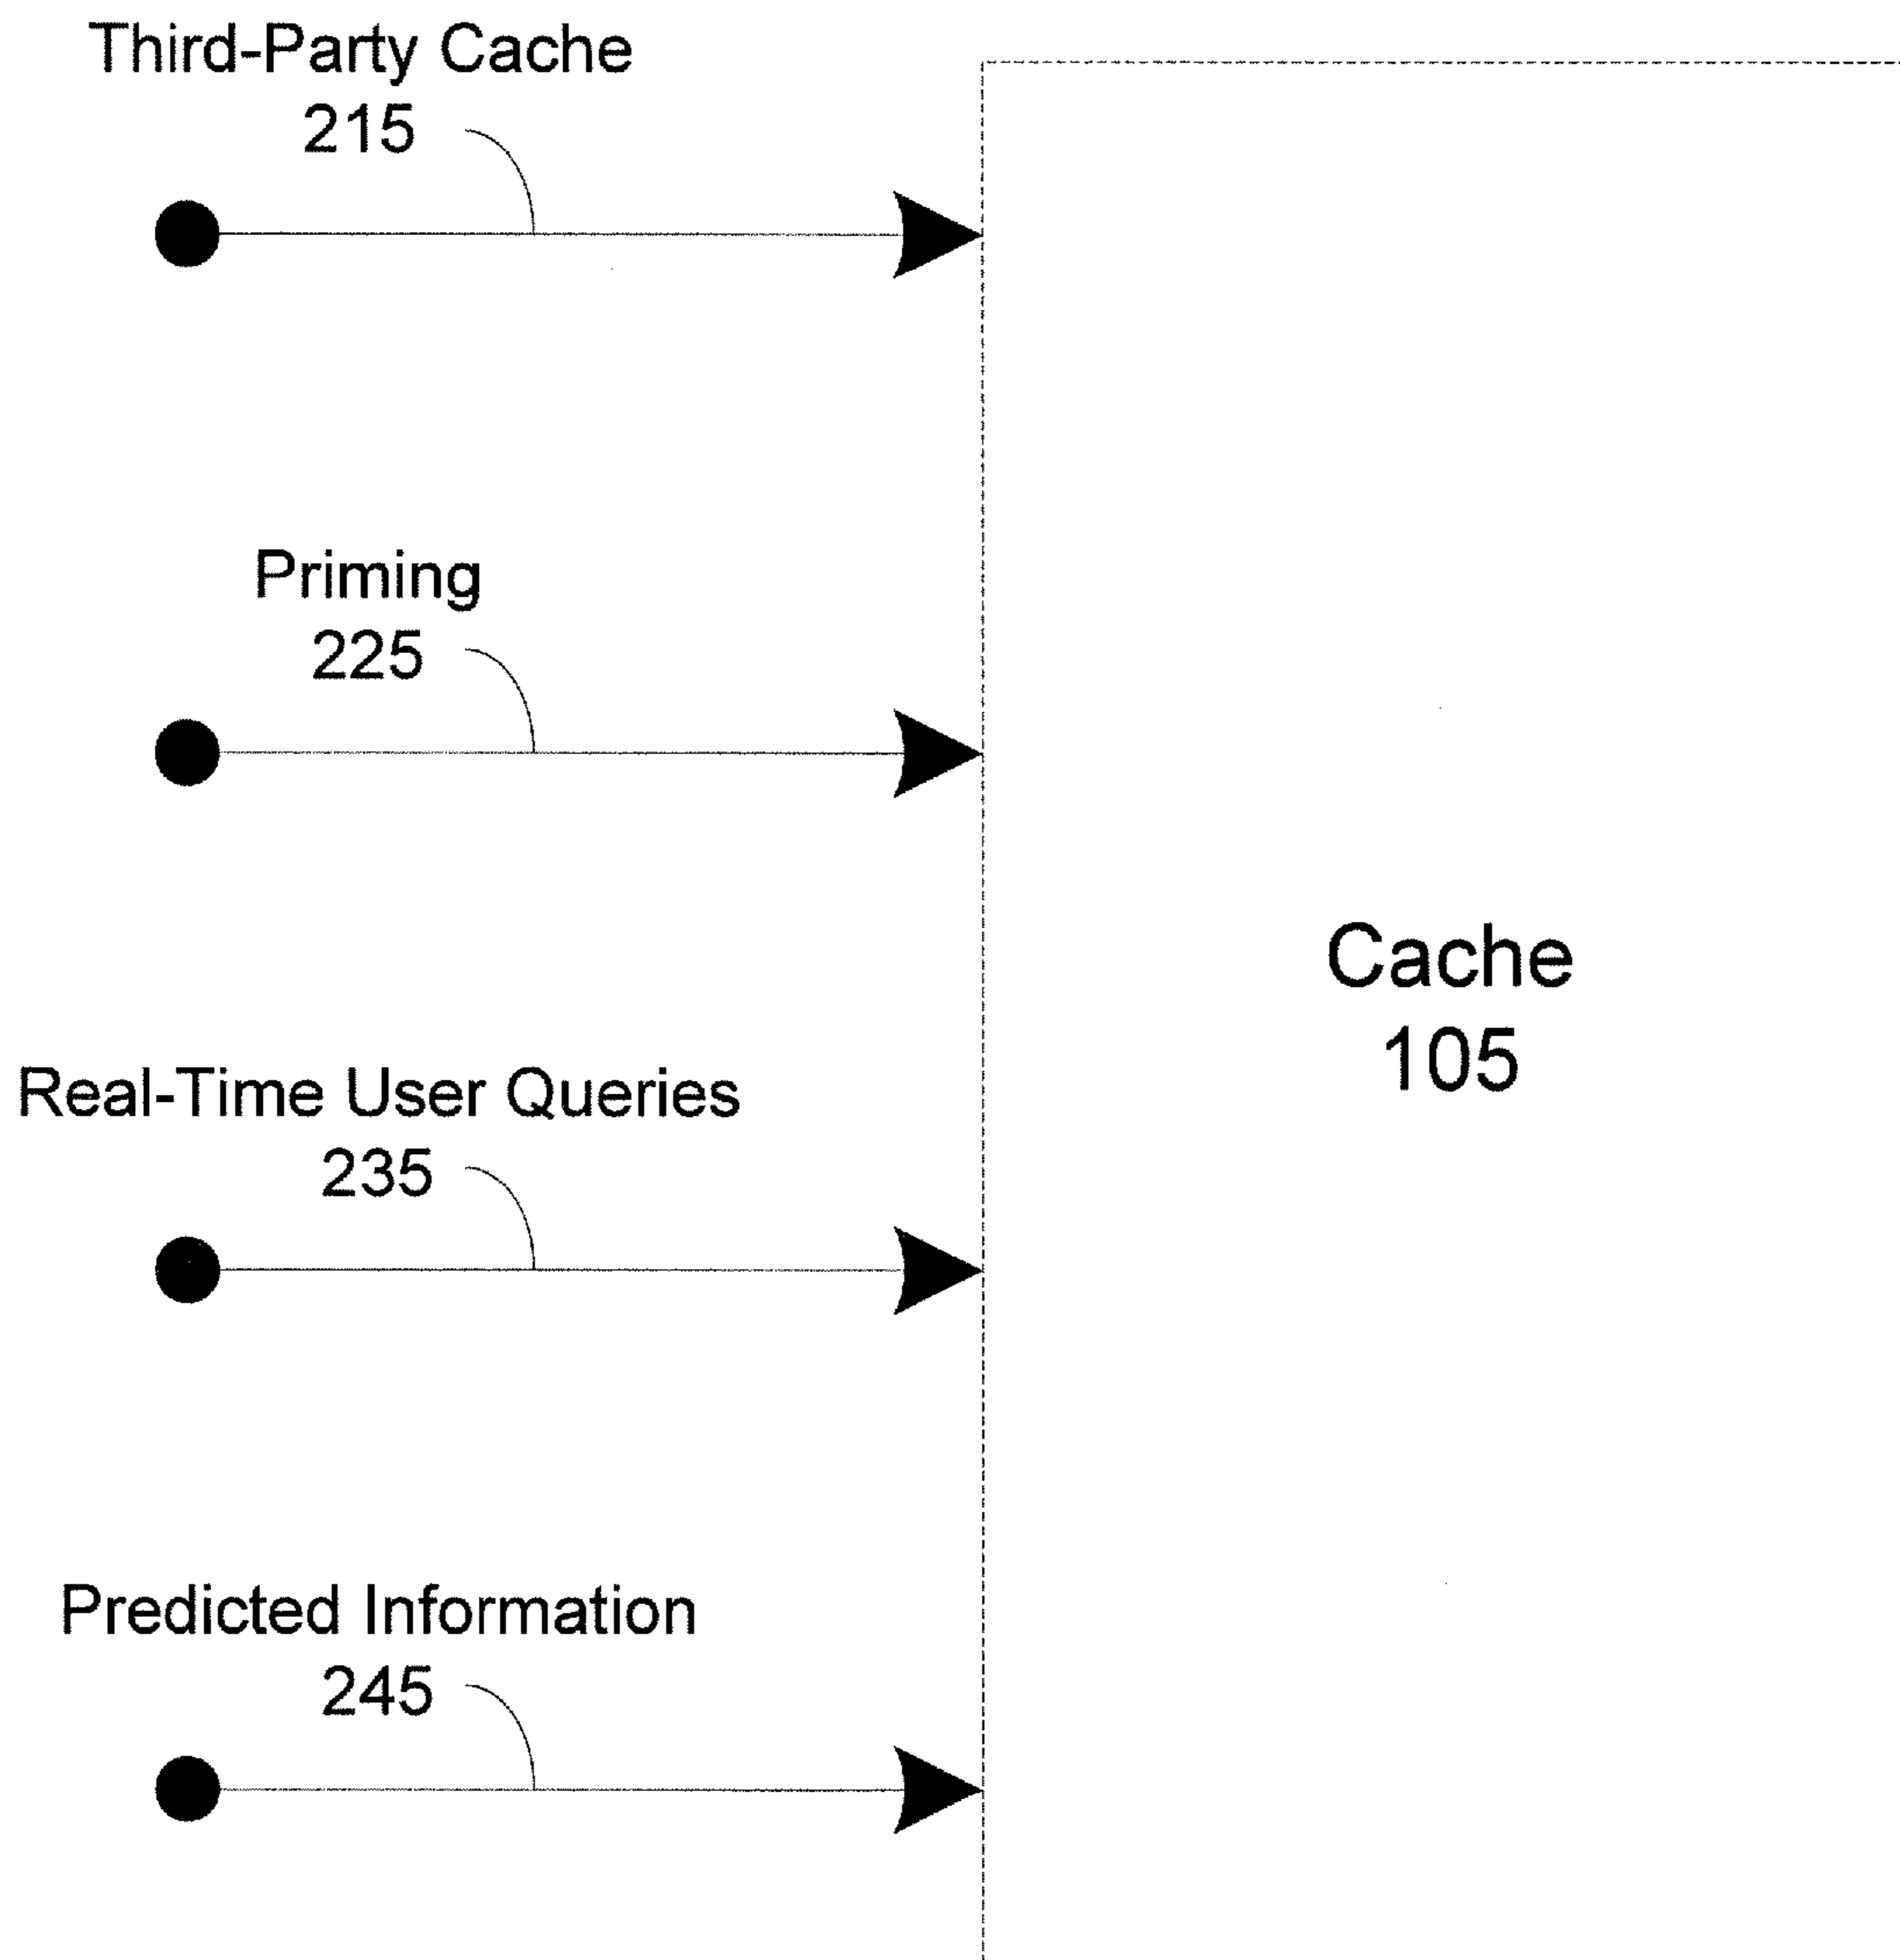 Third-Party Cache
215
Priming
225
Cache
105
Real-Time User Queries
235
Predicted Information
245